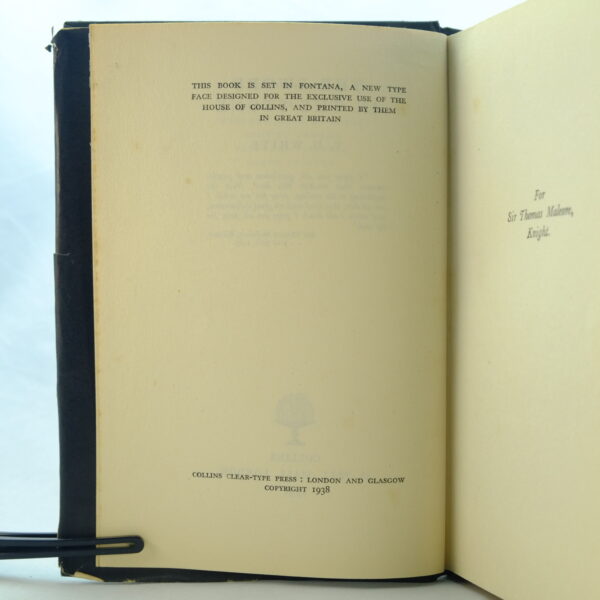 THIS BOOK IS SET IN FONTANA, A NEW TYPE
FACE DESIGNED FOR THE EXCLUSIVE USE OF THE
HOUSE OF COLLINS, AND PRINTED BY THEM
IN GREAT BRITAIN
COLLINS CLEAR-TYPE PRESS : LONDON AND GLASGOW
COPYRIGHT 1938
For
Sir Thomas Maleore,
Knight.